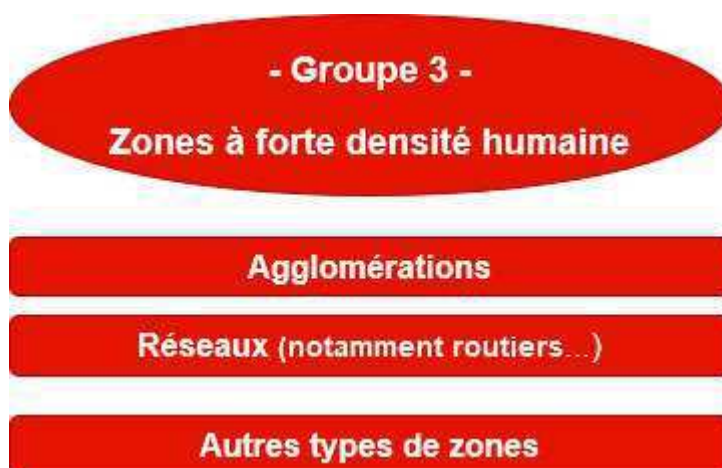 - Groupe 3 -
Zones à forte densité humaine
Agglomérations
Réseaux (notamment routiers...)
Autres types de zones